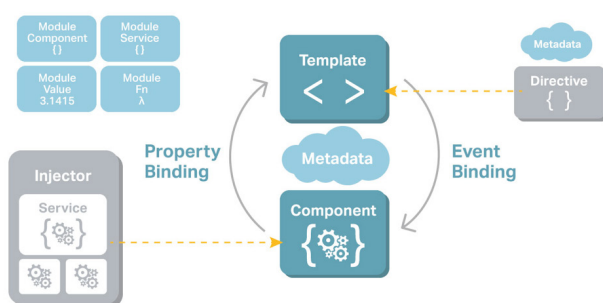 Module
Component
{ }
Module
Service
{ }
Module
Value
3.1415
Module
Fn
λ
Template
< >
Metadata
Directive
{ }
Property
Binding
Metadata
Event
Binding
Injector
Service
{ }
Component
{ }